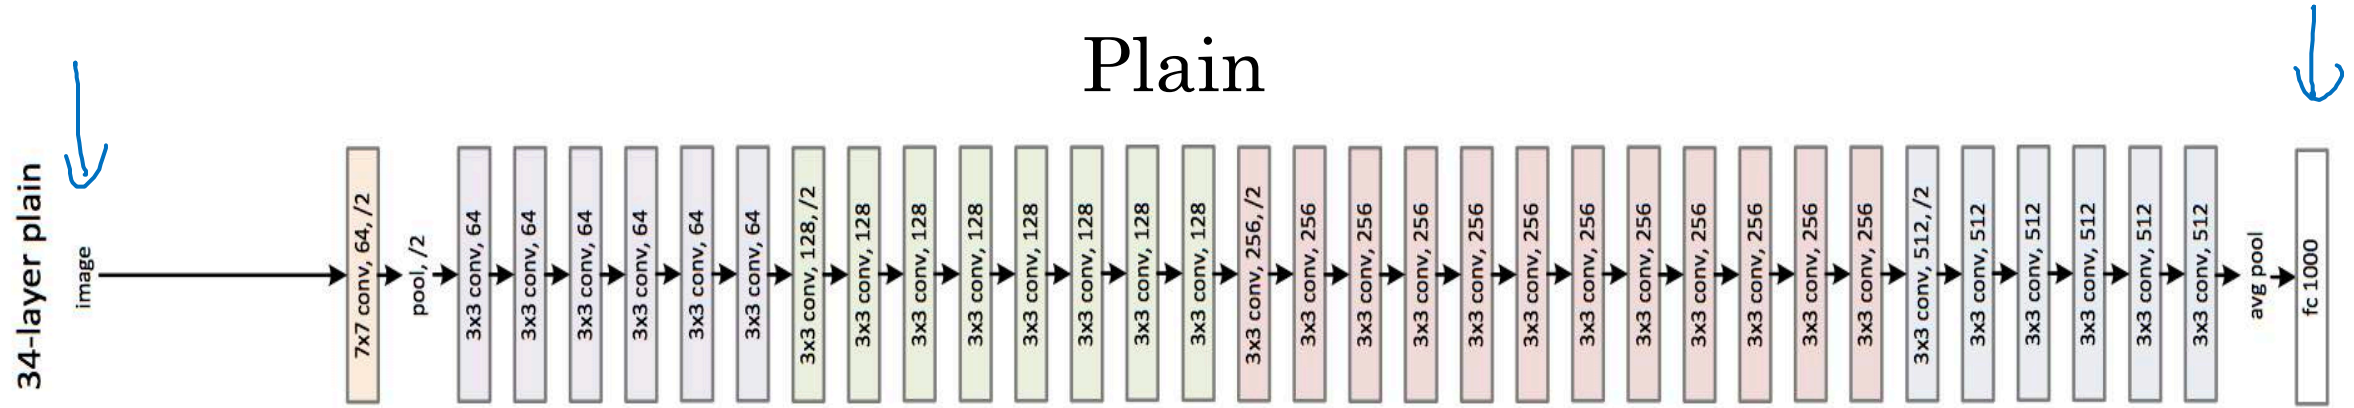 Plain
34-layer plain
image
7x7 conv, 64, /2
pool, /2
3x3 conv, 64
3x3 conv, 64
3x3 conv, 64
3x3 conv, 64
3x3 conv, 64
3x3 conv, 64
3x3 conv, 128, /2
3x3 conv, 128
3x3 conv, 128
3x3 conv, 128
3x3 conv, 128
3x3 conv, 128
3x3 conv, 128
3x3 conv, 128
3x3 conv, 256, /2
3x3 conv, 256
3x3 conv, 256
3x3 conv, 256
3x3 conv, 256
3x3 conv, 256
3x3 conv, 256
3x3 conv, 256
3x3 conv, 256
3x3 conv, 256
3x3 conv, 256
3x3 conv, 256
3x3 conv, 512, /2
3x3 conv, 512
3x3 conv, 512
3x3 conv, 512
3x3 conv, 512
3x3 conv, 512
avg pool
fc 1000